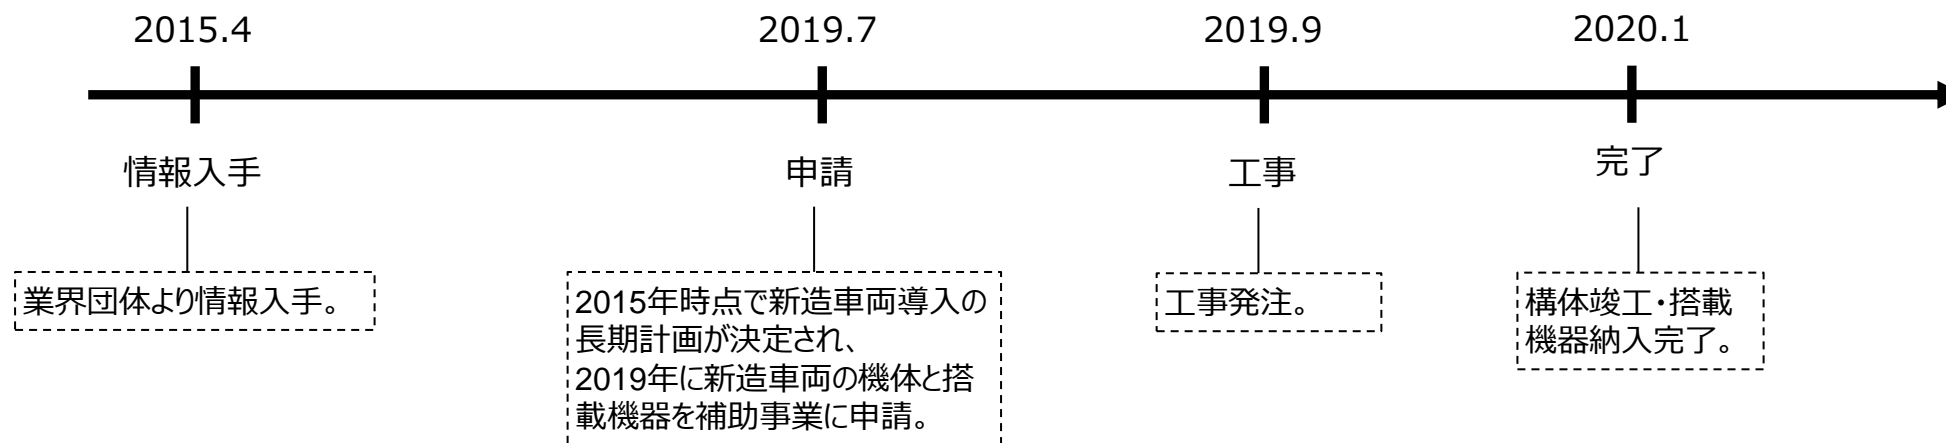 2015.4
2019.7
2019.9
2020.1
情報入手
申請
工事
完了
業界団体より情報入手。
2015年時点で新造車両導入の
長期計画が決定され、
2019年に新造車両の機体と搭
載機器を補助事業に申請。
工事発注。
構体竣工・搭載
機器納入完了。